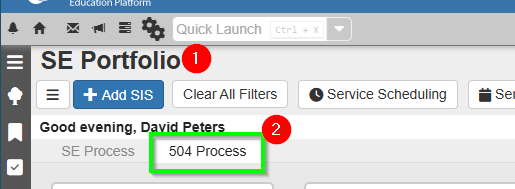 Education Platform
Quick Launch Ctrl + K
SE Portfolio 1
+ Add SIS Clear All Filters Service Scheduling Ser
Good evening, David Peters 2
SE Process 504 Process